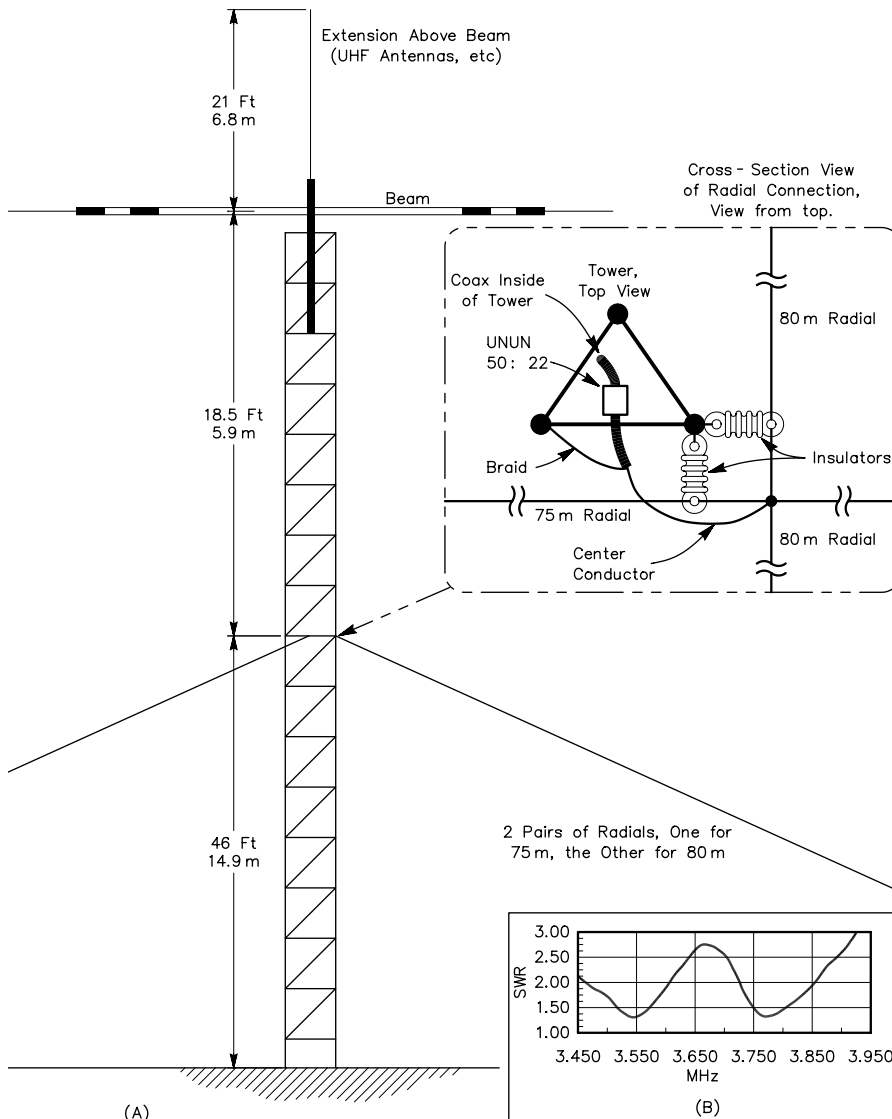 Extension Above Beam
(UHF Antennas, etc)
21 Ft
6.8 m
Beam
Cross-Section View
of Radial Connection,
View from top.
Coax Inside
of Tower
Tower,
Top View
UNUN
50: 22
80 m Radial
18.5 Ft
5.9 m
Braid
Insulators
75 m Radial
80 m Radial
Center
Conductor
46 Ft
14.9 m
2 Pairs of Radials, One for
75 m, the Other for 80 m
3.00
2.50
2.00
1.50
1.00
SWR
3.450 3.550 3.650 3.750 3.850 3.950
MHz
(A)
(B)